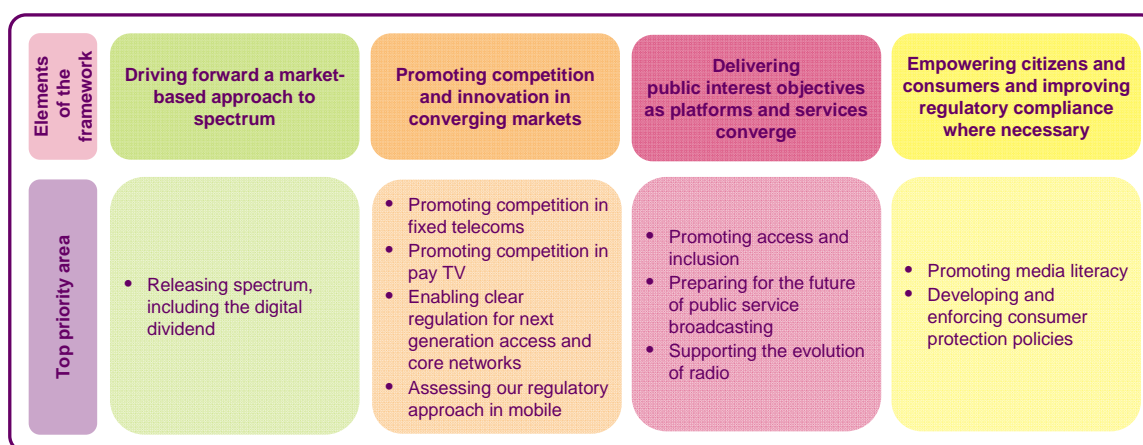 Elements
of the
framework
Driving forward a market-
based approach to
spectrum
Promoting competition
and innovation in
converging markets
Delivering
public interest objectives
as platforms and services
converge
Empowering citizens and
consumers and improving
regulatory compliance
where necessary
Top priority area
• Releasing spectrum,
including the digital
dividend
• Promoting competition in
fixed telecoms
• Promoting competition in
pay TV
• Enabling clear
regulation for next
generation access and
core networks
• Assessing our regulatory
approach in mobile
• Promoting access and
inclusion
• Preparing for the future
of public service
broadcasting
• Supporting the evolution
of radio
• Promoting media literacy
• Developing and
enforcing consumer
protection policies